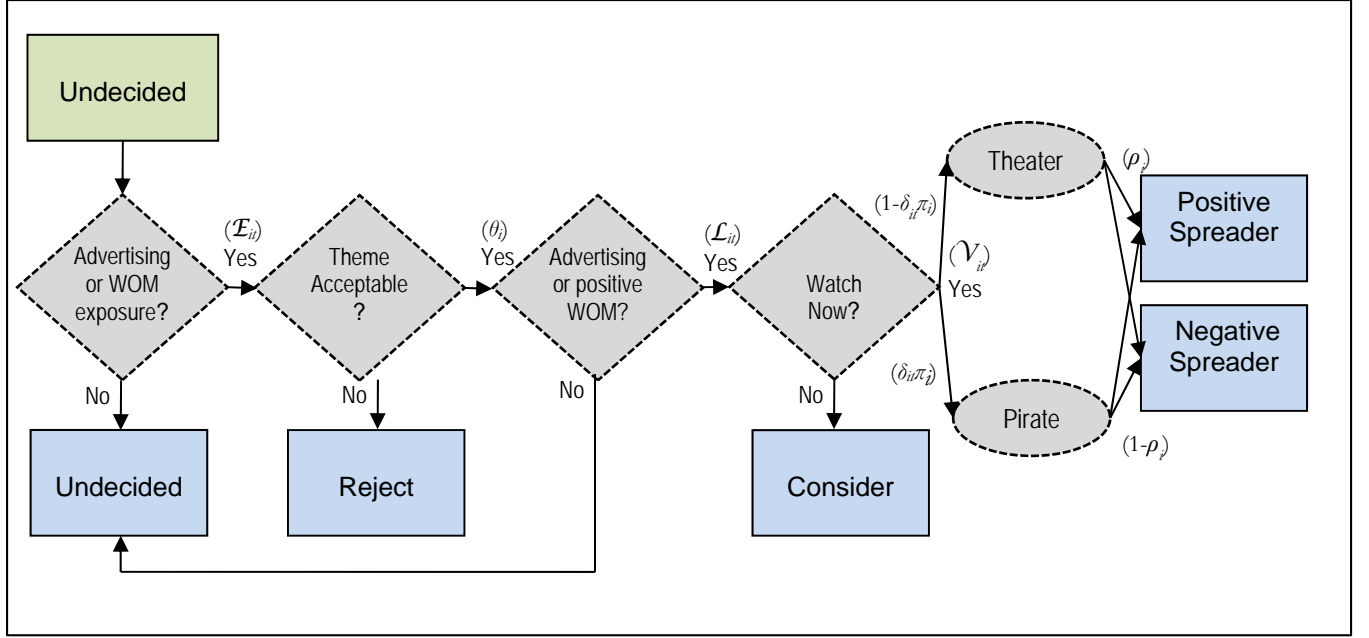 Undecided
Advertising
or WOM
exposure?
(ℰit)
Yes
No
Undecided
Theme
Acceptable
?
(θi)
Yes
No
Reject
Advertising
or positive
WOM?
(ℒit)
Yes
No
Watch
Now?
(𝒱it)
Yes
No
Consider
(1-δitπi)
Theater
(δitπi)
Pirate
(ρi)
(1-ρi)
Positive
Spreader
Negative
Spreader